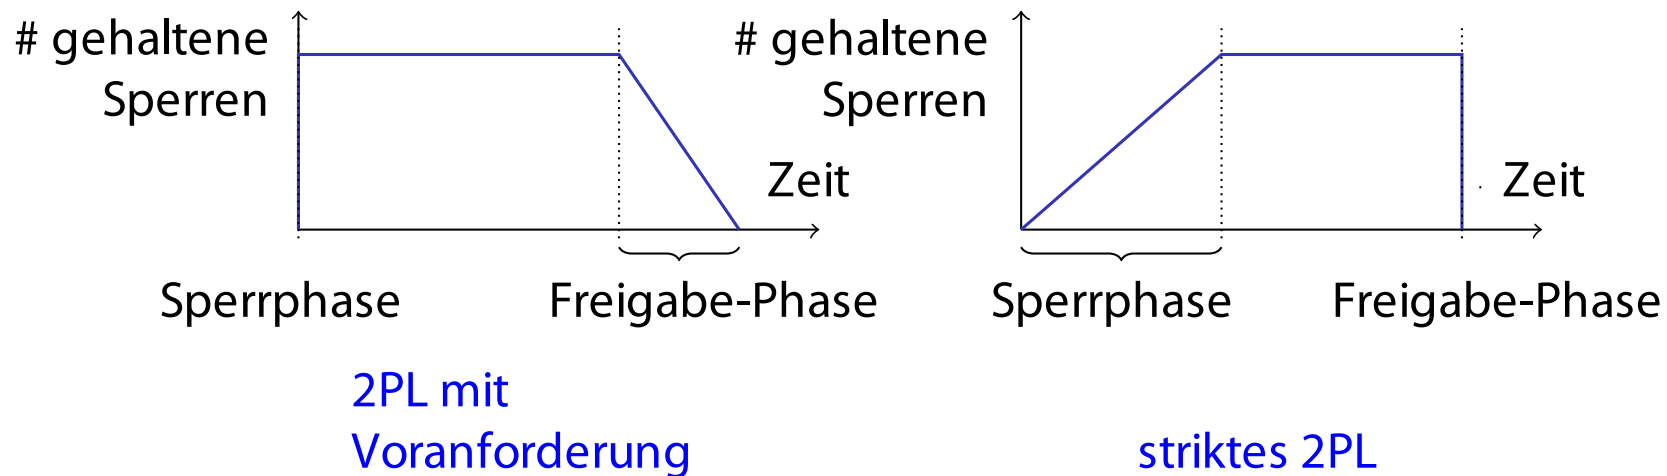 # gehaltene
Sperren
Zeit
Sperrphase
Freigabe-Phase
2PL mit
Voranforderung
# gehaltene
Sperren
Zeit
Sperrphase
Freigabe-Phase
striktes 2PL